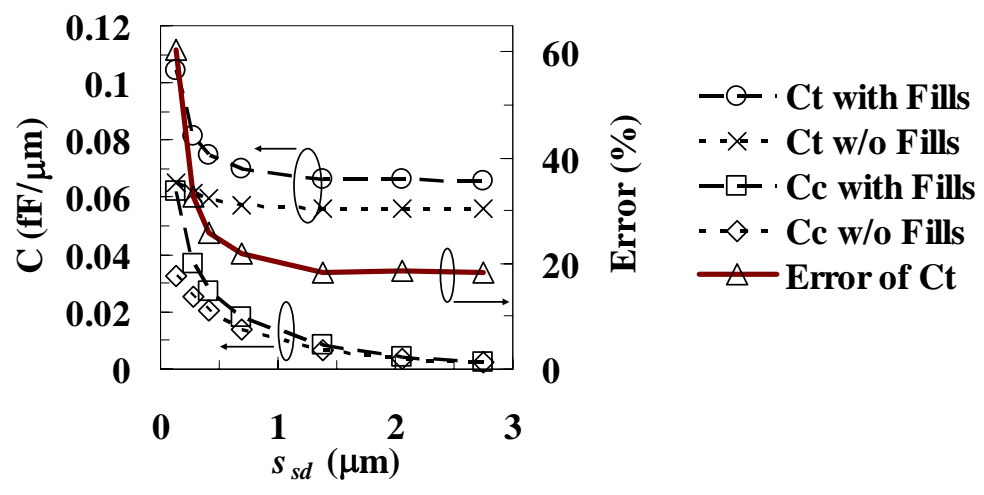 0.12
0.1
0.08
0.06
0.04
0.02
0
C (fF/μm)
60
40
20
0
Error (%)
0
1
2
3
s sd (μm)
Ct with Fills
Ct w/o Fills
Cc with Fills
Cc w/o Fills
Error of Ct